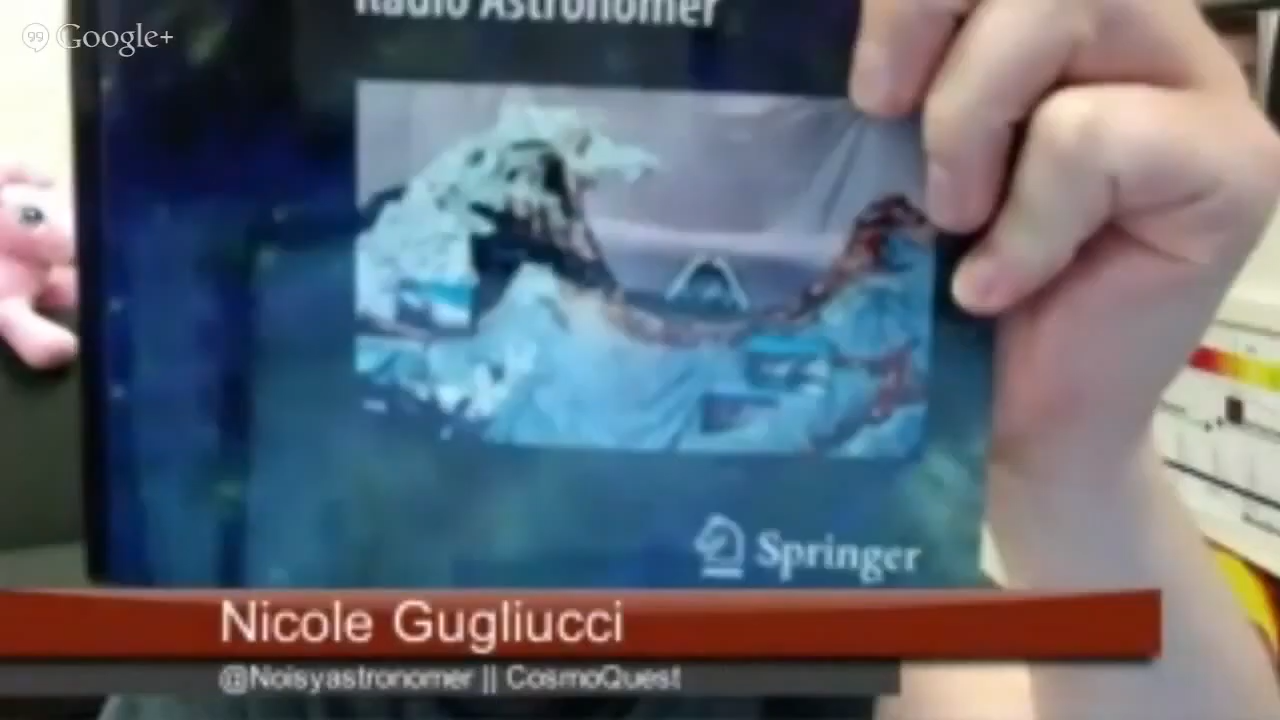 Radio Astronomer
Google+
Springer
Nicole Gugliucci
@Noisyastronomer || CosmoQuest